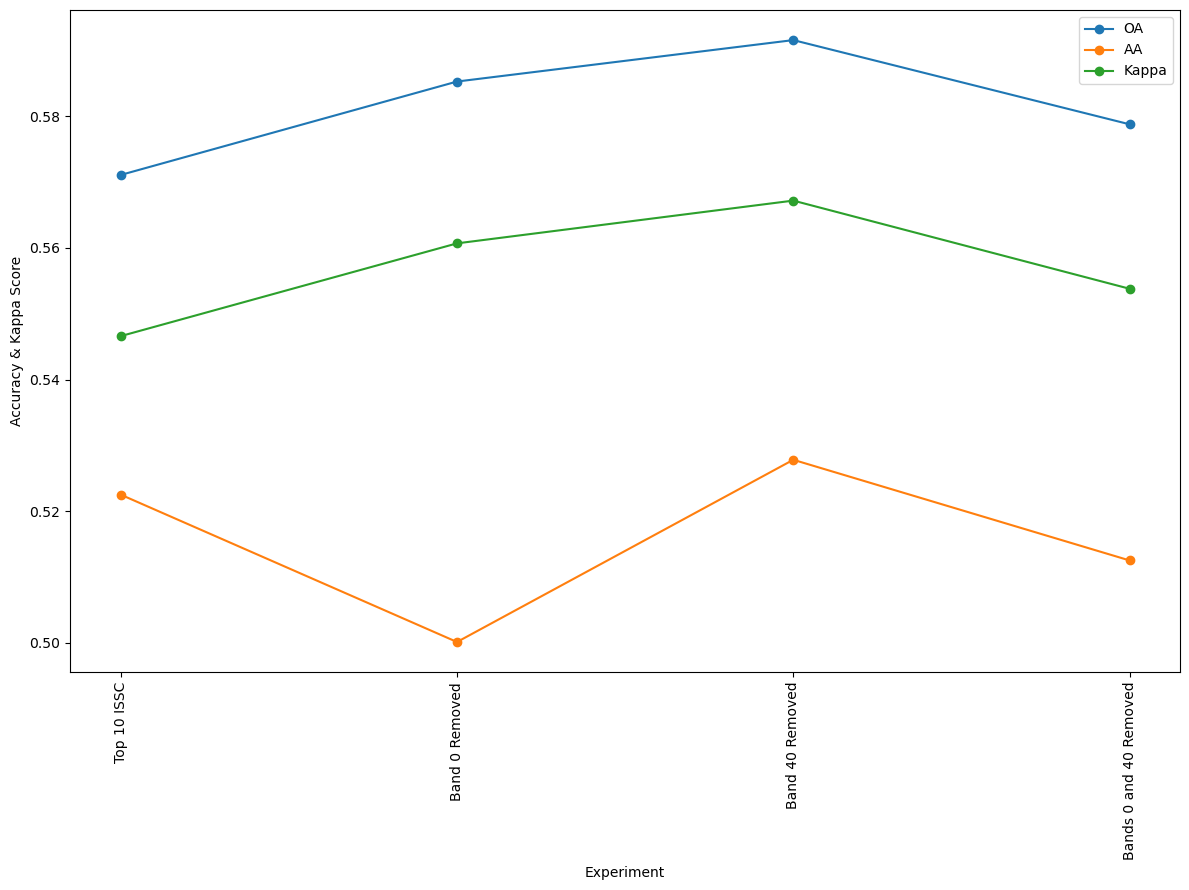 OA
AA
Kappa
0.58
0.56
0.54
0.52
0.50
Accuracy & Kappa Score
Top 10 ISSC
Band 0 Removed
Band 40 Removed
Bands 0 and 40 Removed
Experiment